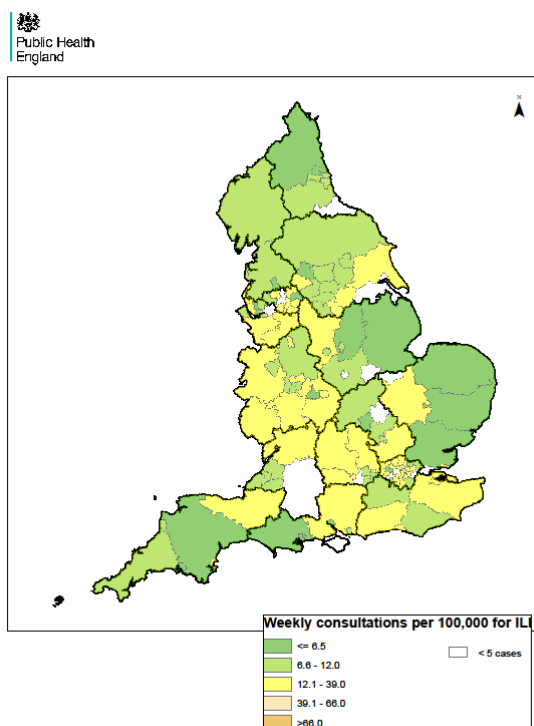 Public Health
England
N
Weekly consultations per 100,000 for ILI
<= 6.5
< 5 cases
6.6 - 12.0
12.1 - 39.0
39.1 - 66.0
>66.0